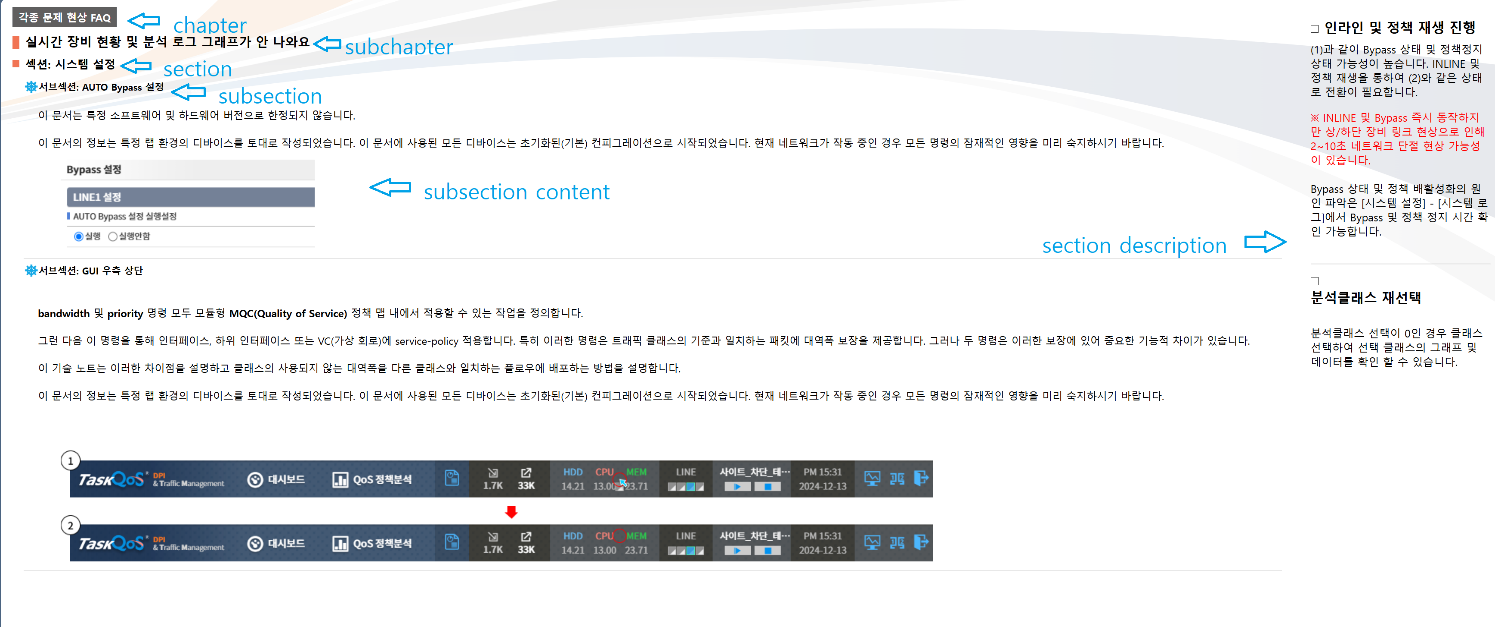 각종 문제 현상 FAQ
chapter
실시간 장비 현황 및 분석 로그 그래프가 안 나와요
subchapter
섹션: 시스템 설정
section
서브섹션: AUTO Bypass 설정
subsection
이 문서는 특정 소프트웨어 및 하드웨어 버전으로 한정되지 않습니다.
이 문서의 정보는 특정 랩 환경의 디바이스를 토대로 작성되었습니다. 이 문서에 사용된 모든 디바이스는 초기화된(기본) 컨피그레이션으로 시작되었습니다. 현재 네트워크가 작동 중인 경우 모든 명령의 잠재적인 영향을 미리 숙지하시기 바랍니다.
Bypass 설정
LINE1 설정
AUTO Bypass 설정 실행설정
실행 실행안함
subsection content
section description
서브섹션: GUI 우측 상단
bandwidth 및 priority 명령 모두 모듈형 MQC(Quality of Service) 정책 맵 내에서 적용할 수 있는 작업을 정의합니다.
그런 다음 이 명령을 통해 인터페이스, 하위 인터페이스 또는 VC(가상 회로)에 service-policy 적용합니다. 특히 이러한 명령은 트래픽 클래스의 기준과 일치하는 패킷에 대역폭 보장을 제공합니다. 그러나 두 명령은 이러한 보장에 있어 중요한 기능적 차이가 있습니다.
이 기술 노트는 이러한 차이점을 설명하고 클래스의 사용되지 않는 대역폭을 다른 클래스와 일치하는 플로우에 배포하는 방법을 설명합니다.
이 문서의 정보는 특정 랩 환경의 디바이스를 토대로 작성되었습니다. 이 문서에 사용된 모든 디바이스는 초기화된(기본) 컨피그레이션으로 시작되었습니다. 현재 네트워크가 작동 중인 경우 모든 명령의 잠재적인 영향을 미리 숙지하시기 바랍니다.
1
TASKQoS DPI & Traffic Management 대시보드 QoS 정책분석 1.7K 33K HDD 14.21 CPU 13.00 MEM 23.71 LINE 사이트_차단_테… PM 15:31 2024-12-13
2
TASKQoS DPI & Traffic Management 대시보드 QoS 정책분석 1.7K 33K HDD 14.21 CPU 13.00 MEM 23.71 LINE 사이트_차단_테… PM 15:31 2024-12-13
인라인 및 정책 재생 진행
(1)과 같이 Bypass 상태 및 정책정지
상태 가능성이 높습니다. INLINE 및
정책 재생을 통하여 (2)와 같은 상태
로 전환이 필요합니다.
※ INLINE 및 Bypass 즉시 동작하지
만 상/하단 장비 링크 현상으로 인해
2~10초 네트워크 단절 현상 가능성
이 있습니다.
Bypass 상태 및 정책 배활성화의 원
인 파악은 [시스템 설정] - [시스템 로
그]에서 Bypass 및 정책 정지 시간 확
인 가능합니다.
분석클래스 재선택
분석클래스 선택이 0인 경우 클래스
선택하여 선택 클래스의 그래프 및
데이터를 확인 할 수 있습니다.